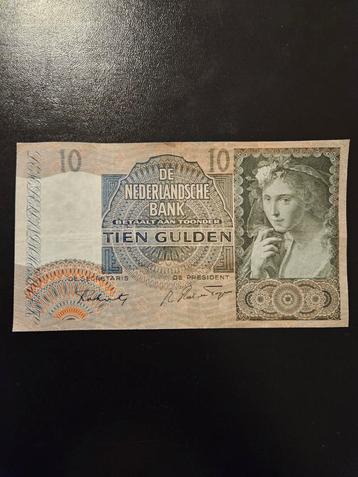 10 10
DE
NEDERLANDSCHE
BANK
BETAALT AAN TOONDER
TIEN GULDEN
DE SECRETARIS DE PRESIDENT